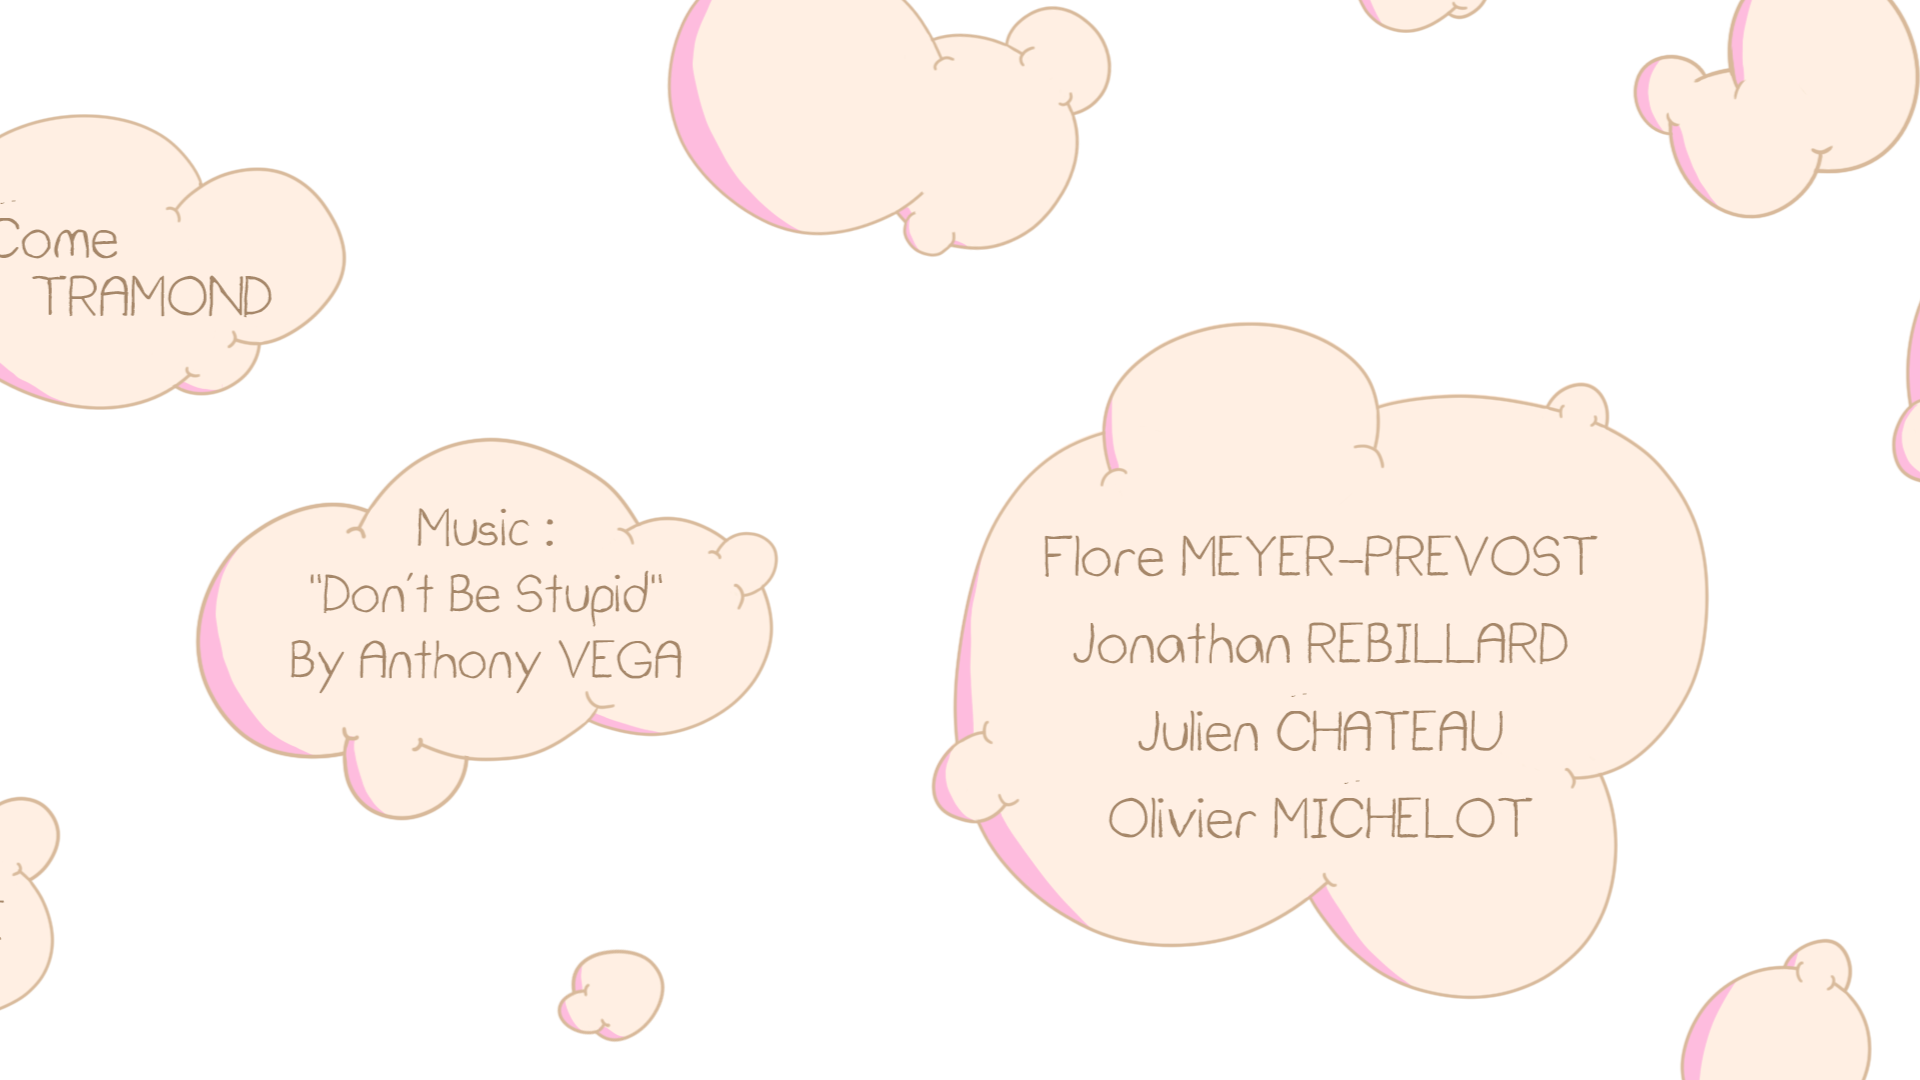 Come
TRAMOND
Music :
"Don't Be Stupid"
By Anthony VEGA
Flore MEYER-PREVOST
Jonathan REBILLARD
Julien CHATEAU
Olivier MICHELOT